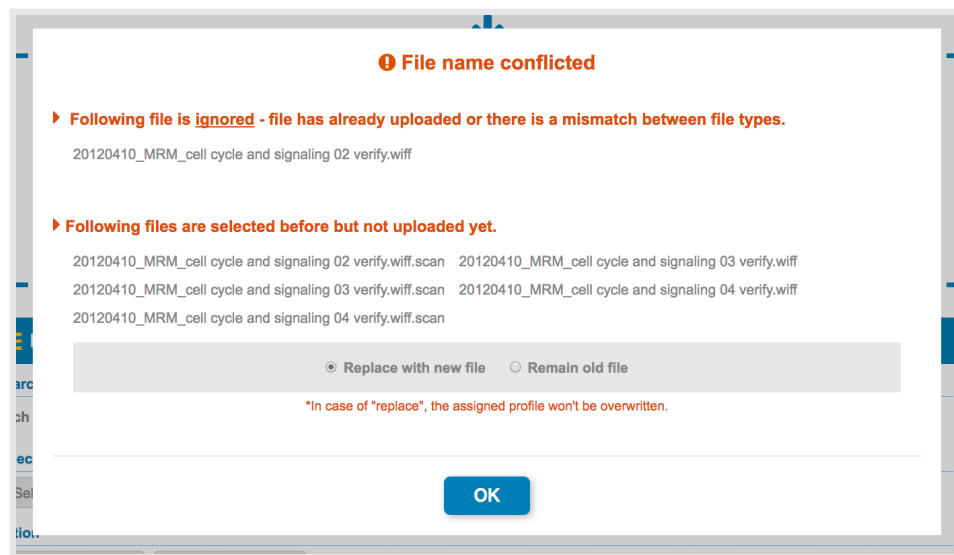 File name conflicted
Following file is ignored - file has already uploaded or there is a mismatch between file types.
20120410_MRM_cell cycle and signaling 02 verify.wiff
Following files are selected before but not uploaded yet.
20120410_MRM_cell cycle and signaling 02 verify.wiff.scan 20120410_MRM_cell cycle and signaling 03 verify.wiff
20120410_MRM_cell cycle and signaling 03 verify.wiff.scan 20120410_MRM_cell cycle and signaling 04 verify.wiff
20120410_MRM_cell cycle and signaling 04 verify.wiff.scan
Replace with new file Remain old file
*In case of "replace", the assigned profile won't be overwritten.
OK